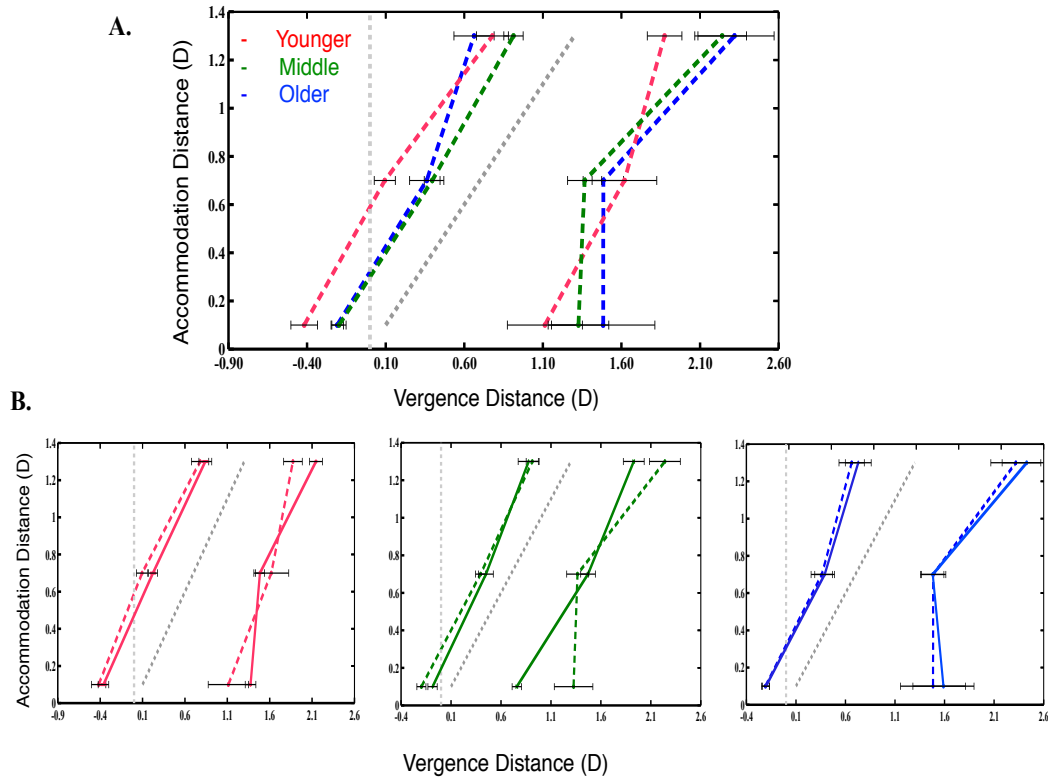 A.
1.4
1.2
1
0.8
0.6
0.4
0.2
0
Accommodation Distance (D)
- Younger
- Middle
- Older
-0.90 -0.40 0.10 0.60 1.10 1.60 2.10 2.60
Vergence Distance (D)
B.
1.4
1.2
1
0.8
0.6
0.4
0.2
0
Accommodation Distance (D)
-0.9 -0.4 0.1 0.6 1.1 1.6 2.1 2.6
1.4
1.2
1
0.8
0.6
0.4
0.2
0
-0.4 0.1 0.6 1.1 1.6 2.1 2.6
1.4
1.2
1
0.8
0.6
0.4
0.2
0
-0.4 0.1 0.6 1.1 1.6 2.1 2.6
Vergence Distance (D)